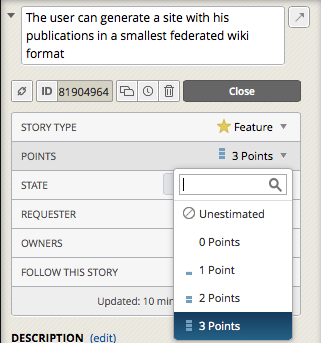 The user can generate a site with his
publications in a smallest federated wiki
format
ID 81904964 Close
STORY TYPE Feature
POINTS 3 Points
STATE
REQUESTER
OWNERS
FOLLOW THIS STORY
Updated: 10 min
Unestimated
0 Points
1 Point
2 Points
3 Points
DESCRIPTION (edit)